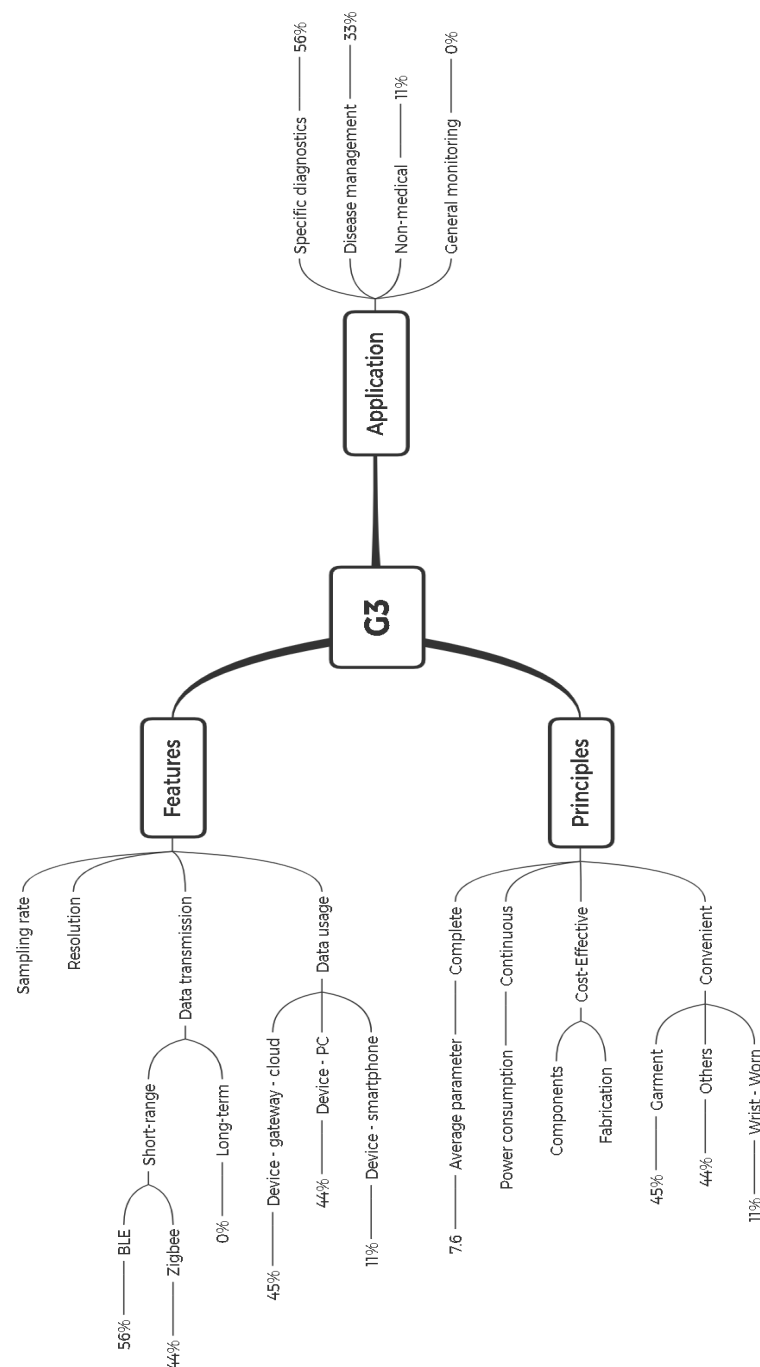 G3
Application
Specific diagnostics
56%
Disease management
33%
Non-medical
11%
General monitoring
0%
Features
Sampling rate
Resolution
Data transmission
Short-range
BLE
56%
Zigbee
44%
Long-term
0%
Data usage
Device - gateway - cloud
45%
Device - PC
44%
Device - smartphone
11%
Principles
Complete
Average parameter
7.6
Continuous
Power consumption
Cost-Effective
Components
Fabrication
Convenient
Garment
45%
Others
44%
Wrist - Worn
11%